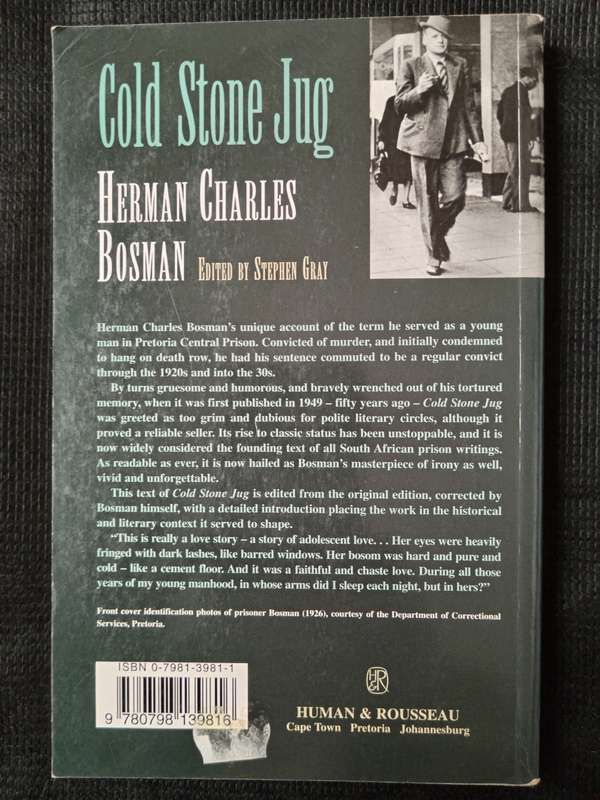 Cold Stone Jug
HERMAN CHARLES
BOSMAN EDITED BY STEPHEN GRAY
Herman Charles Bosman's unique account of the term he served as a young
man in Pretoria Central Prison. Convicted of murder, and initially condemned
to hang on death row, he had his sentence commuted to be a regular convict
through the 1920s and into the 30s.
By turns gruesome and humorous, and bravely wrenched out of his tortured
memory, when it was first published in 1949 – fifty years ago – Cold Stone Jug
was greeted as too grim and dubious for polite literary circles, although it
proved a reliable seller. Its rise to classic status has been unstoppable, and it is
now widely considered the founding text of all South African prison writings.
As readable as ever, it is now hailed as Bosman's masterpiece of irony as well,
vivid and unforgettable.
This text of Cold Stone Jug is edited from the original edition, corrected by
Bosman himself, with a detailed introduction placing the work in the historical
and literary context it served to shape.
"This is really a love story – a story of adolescent love. . . Her eyes were heavily
fringed with dark lashes, like barred windows. Her bosom was hard and pure and
cold – like a cement floor. And it was a faithful and chaste love. During all those
years of my young manhood, in whose arms did I sleep each night, but in hers?"
Front cover identification photos of prisoner Bosman (1926), courtesy of the Department of Correctional
Services, Pretoria.
ISBN 0-7981-3981-1
9 780798 139816
H&R
HUMAN & ROUSSEAU
Cape Town Pretoria Johannesburg